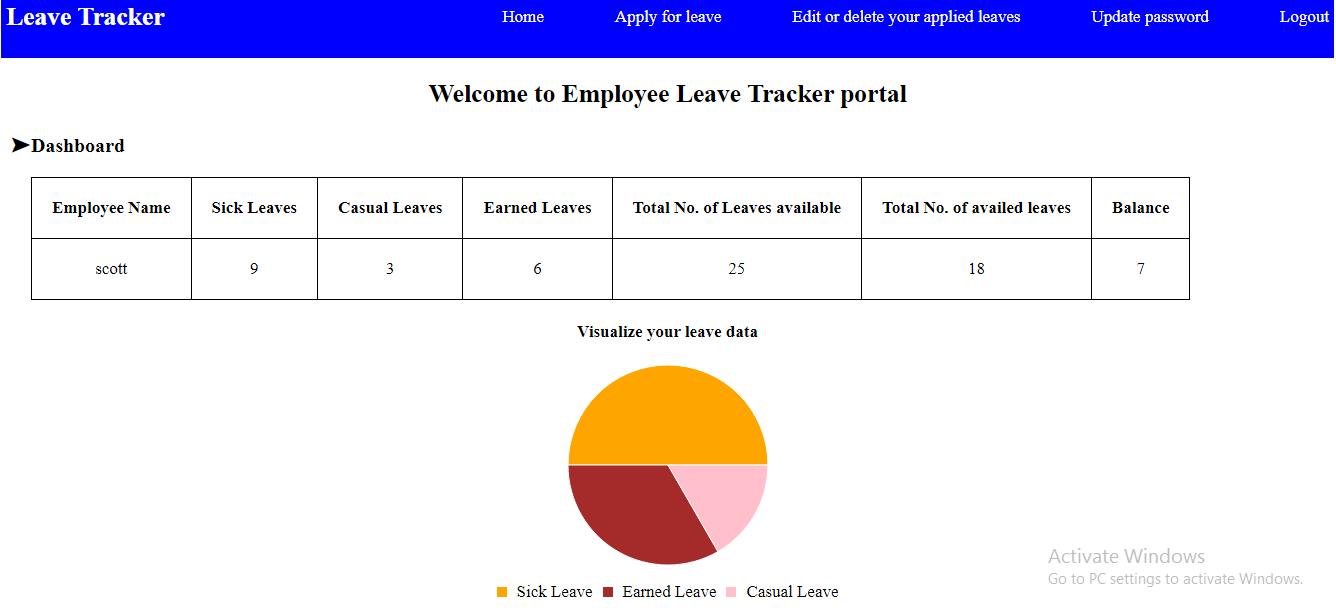 Leave Tracker Home Apply for leave Edit or delete your applied leaves Update password Logout
Welcome to Employee Leave Tracker portal
➤Dashboard
Employee Name Sick Leaves Casual Leaves Earned Leaves Total No. of Leaves available Total No. of availed leaves Balance
scott 9 3 6 25 18 7
Visualize your leave data
Activate Windows
Go to PC settings to activate Windows.
Sick Leave Earned Leave Casual Leave